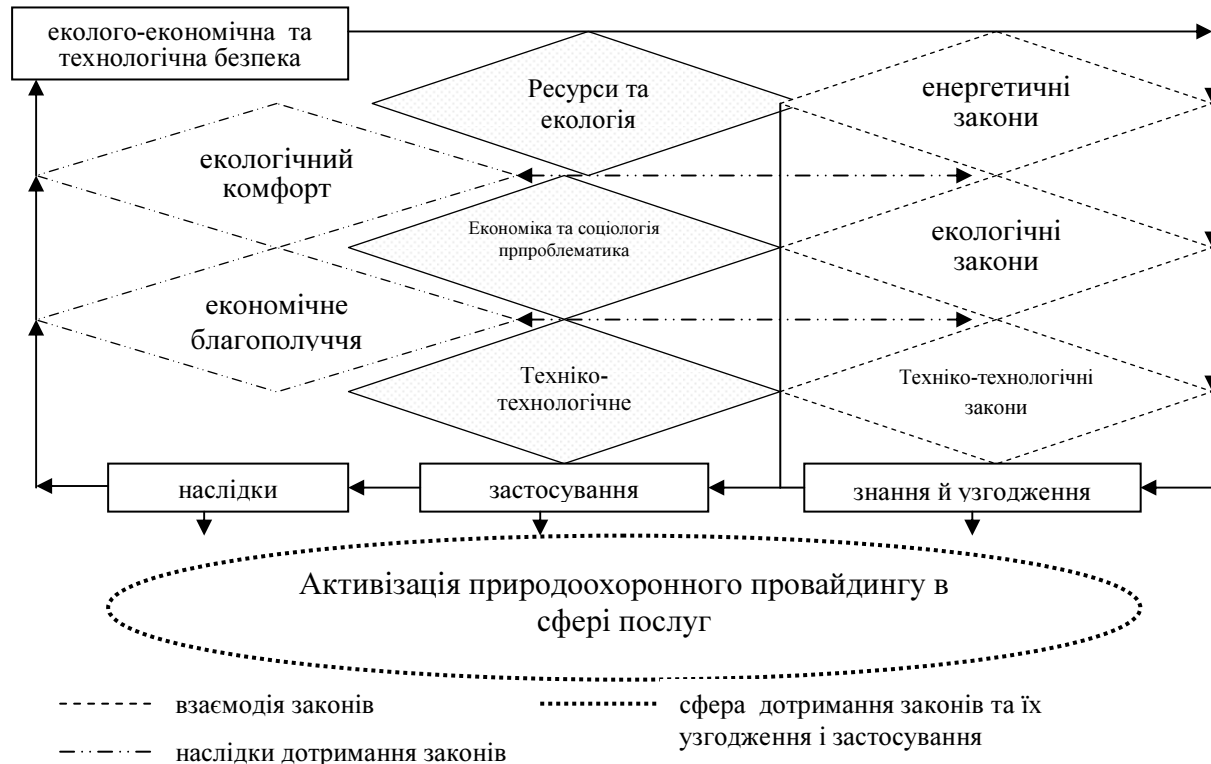 еколого-економічна та
технологічна безпека
Ресурси та
екологія
енергетичні
закони
екологічний
комфорт
Економіка та соціологія
прпроблематика
екологічні
закони
економічне
благополуччя
Техніко-
технологічне
Техніко-технологічні
закони
наслідки
застосування
знання й узгодження
Активізація природоохоронного провайдингу в
сфері послуг
взаємодія законів
наслідки дотримання законів
сфера дотримання законів та їх
узгодження і застосування